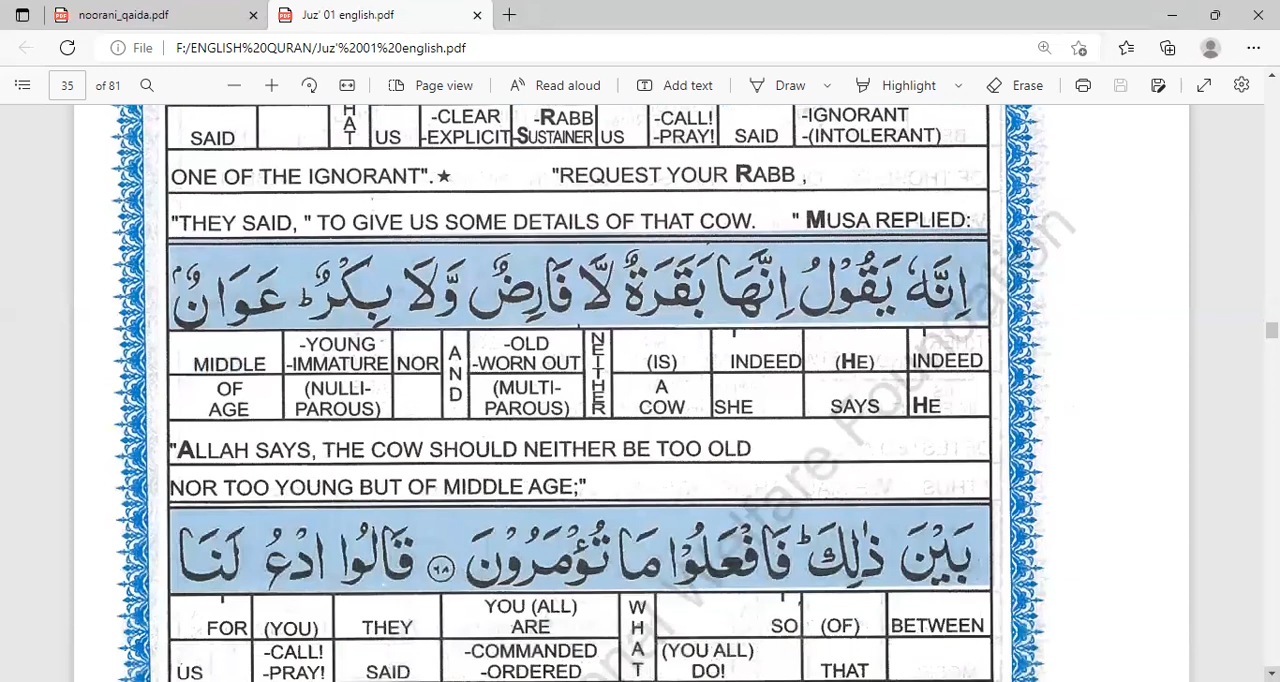 noorani_qaida.pdf
Juz' 01 english.pdf
File
F:/ENGLISH%20QURAN/Juz'%2001%20english.pdf
35 of 81
Page view
Read aloud
Add text
Draw
Highlight
Erase
SAID
HAT
US
-CLEAR -EXPLICIT
-RABB SUSTAINER
US
-CALL! -PRAY!
SAID
-IGNORANT -(INTOLERANT)
ONE OF THE IGNORANT".★ "REQUEST YOUR RABB ,
"THEY SAID, " TO GIVE US SOME DETAILS OF THAT COW. " MUSA REPLIED:
اِنَّهٗ يَقُوْلُ اِنَّهَا بَقَرَةٌ لَّا فَارِضٌ وَّلَا بِكْرٌ ؕ عَوَانٌۢ
MIDDLE OF AGE
-YOUNG -IMMATURE (NULLI-PAROUS)
NOR
AND
-OLD -WORN OUT (MULTI-PAROUS)
NEITHER
(IS) A COW
INDEED SHE
(HE) SAYS
INDEED HE
"ALLAH SAYS, THE COW SHOULD NEITHER BE TOO OLD
NOR TOO YOUNG BUT OF MIDDLE AGE;"
بَيْنَ ذٰلِكَ ؕ فَافْعَلُوْا مَا تُؤْمَرُوْنَ ۶۸ قَالُوا ادْعُ لَنَا
FOR US
(YOU) -CALL! -PRAY!
THEY SAID
YOU (ALL) ARE -COMMANDED -ORDERED
WHAT
SO (YOU ALL) DO!
(OF) THAT
BETWEEN
nal Welfare Foundation